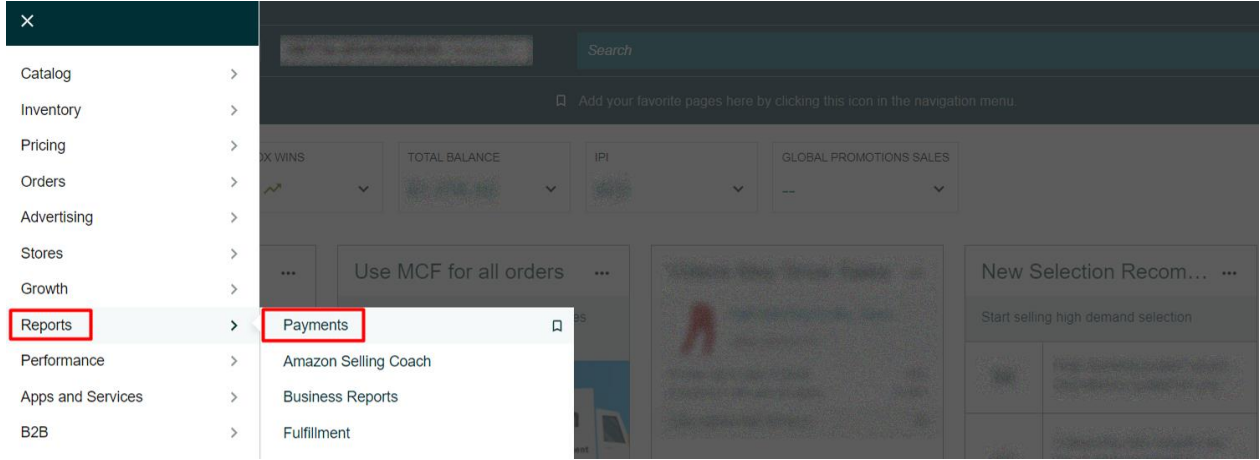 Search
Add your favorite pages here by clicking this icon in the navigation menu.
Catalog
Inventory
Pricing
Orders
Advertising
Stores
Growth
Reports
Performance
Apps and Services
B2B
Payments
Amazon Selling Coach
Business Reports
Fulfillment
WINS
TOTAL BALANCE
IPI
GLOBAL PROMOTIONS SALES
--
Use MCF for all orders
New Selection Recom...
Start selling high demand selection